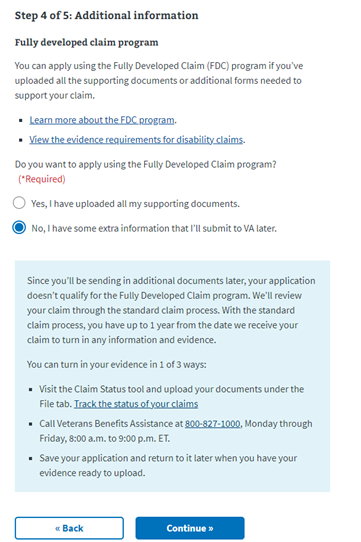 Step 4 of 5: Additional information
Fully developed claim program
You can apply using the Fully Developed Claim (FDC) program if you've
uploaded all the supporting documents or additional forms needed to
support your claim.
▪ Learn more about the FDC program.
▪ View the evidence requirements for disability claims.
Do you want to apply using the Fully Developed Claim program?
(*Required)
Yes, I have uploaded all my supporting documents.
No, I have some extra information that I'll submit to VA later.
Since you'll be sending in additional documents later, your application
doesn't qualify for the Fully Developed Claim program. We'll review
your claim through the standard claim process. With the standard
claim process, you have up to 1 year from the date we receive your
claim to turn in any information and evidence.
You can turn in your evidence in 1 of 3 ways:
▪ Visit the Claim Status tool and upload your documents under the
File tab. Track the status of your claims
▪ Call Veterans Benefits Assistance at 800-827-1000, Monday through
Friday, 8:00 a.m. to 9:00 p.m. ET.
▪ Save your application and return to it later when you have your
evidence ready to upload.
« Back
Continue »